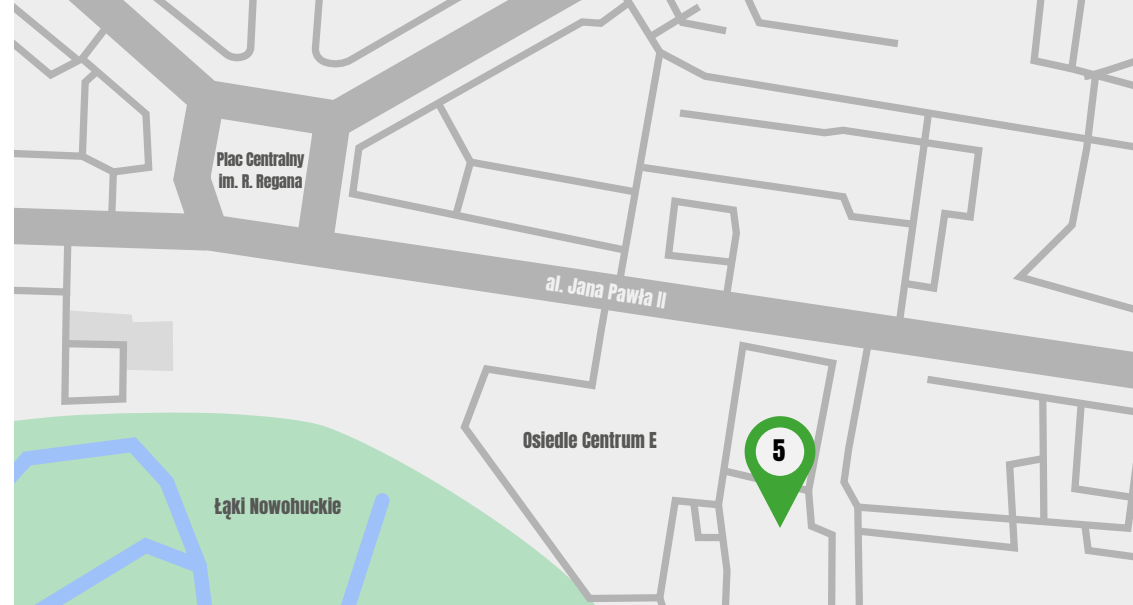 Plac Centralny
im. R. Regana
al. Jana Pawła II
Osiedle Centrum E
5
Łąki Nowohuckie